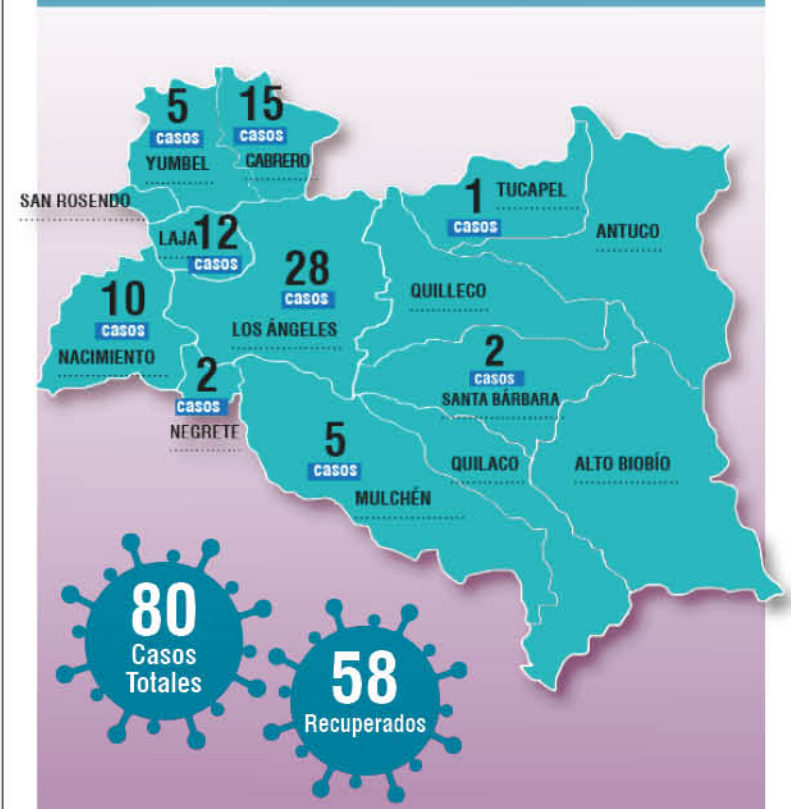 5
casos
YUMBEL
15
casos
CABRERO
SAN ROSENDO
LAJA
12
casos
1
casos
TUCAPEL
ANTUCO
28
casos
LOS ÁNGELES
QUILLECO
10
casos
NACIMIENTO
2
casos
NEGRETE
2
casos
SANTA BÁRBARA
5
casos
MULCHÉN
QUILACO
ALTO BIOBÍO
80
Casos
Totales
58
Recuperados